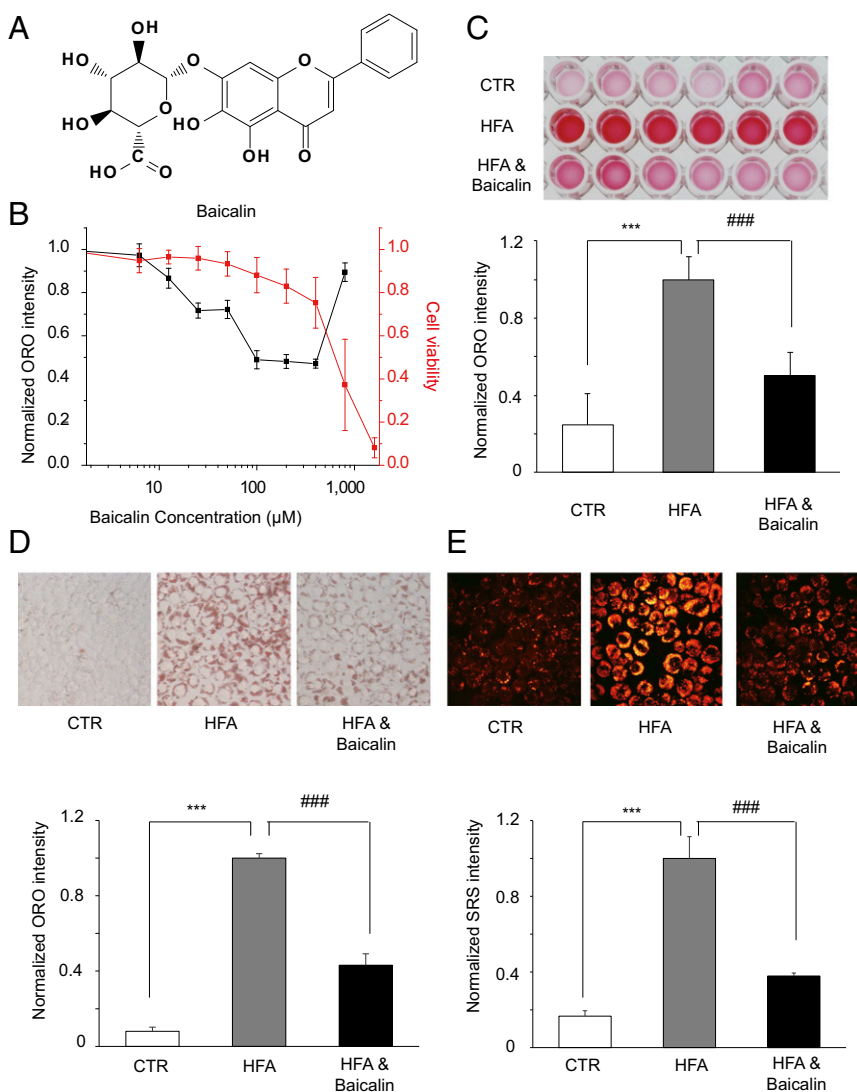 A
HO
OH
HO
HO
O
O
HO
O
O
O
HO
OH
O
Baicalin
B
1.0
0.8
0.6
0.4
0.2
0.0
Normalized ORO intensity
1.0
0.8
0.6
0.4
0.2
0.0
Cell viability
10
100
1,000
Baicalin Concentration (µM)
C
CTR
HFA
HFA &
Baicalin
***
###
1.2
0.8
0.4
0
Normalized ORO intensity
CTR
HFA
HFA &
Baicalin
D
CTR
HFA
HFA &
Baicalin
***
###
1.2
0.8
0.4
0
Normalized ORO intensity
CTR
HFA
HFA &
Baicalin
E
CTR
HFA
HFA &
Baicalin
***
###
1.2
0.8
0.4
0
Normalized SRS intensity
CTR
HFA
HFA &
Baicalin